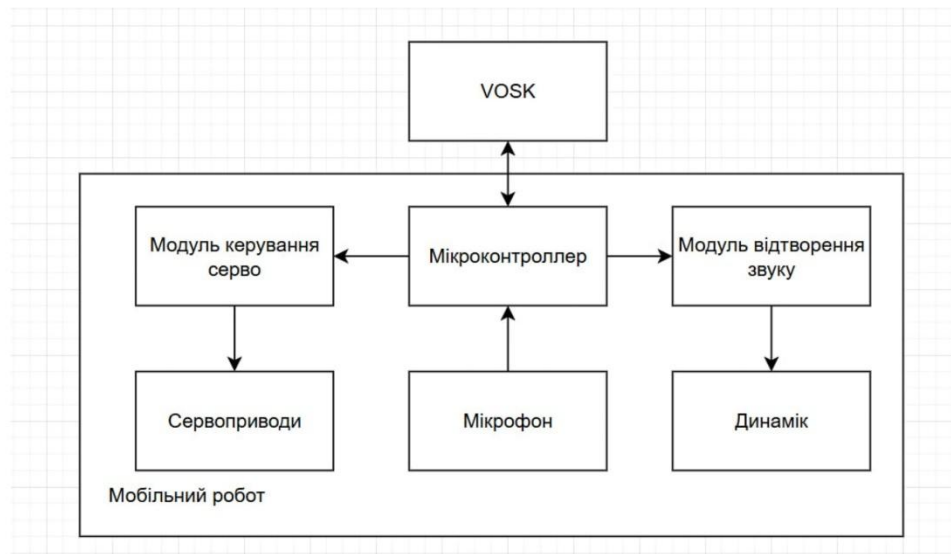 VOSK
Модуль керування
серво
Мікроконтроллер
Модуль відтворення
звуку
Сервоприводи
Мікрофон
Динамік
Мобільний робот